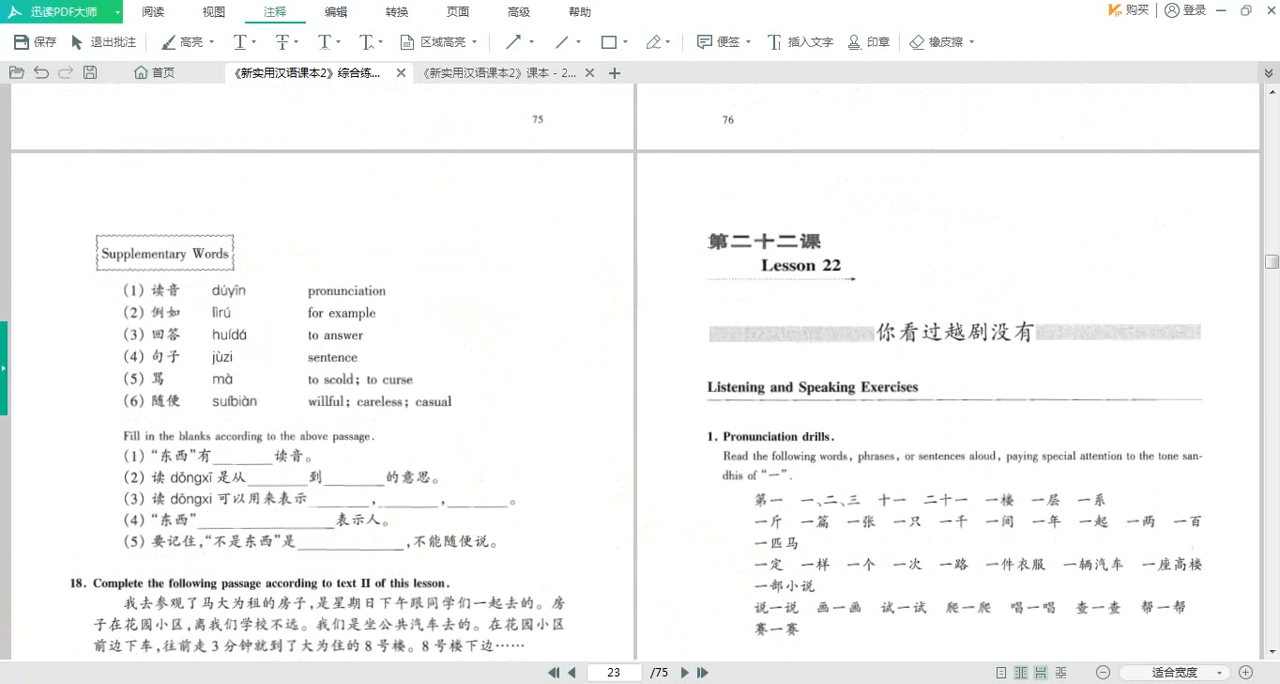 迅读PDF大师 阅读 视图 注释 编辑 转换 页面 高级 帮助 购买 登录
保存 退出批注 高亮 区域高亮 便签 插入文字 印章 橡皮擦
首页 《新实用汉语课本2》综合练... 《新实用汉语课本2》课本 - 2...
75
Supplementary Words
(1) 读音 dúyīn pronunciation
(2) 例如 lìrú for example
(3) 回答 huídá to answer
(4) 句子 jùzi sentence
(5) 骂 mà to scold; to curse
(6) 随便 suíbiàn willful; careless; casual
Fill in the blanks according to the above passage.
(1) “东西”有______读音。
(2) 读 dōngxī 是从______到______的意思。
(3) 读 dōngxi 可以用来表示______,______,______。
(4) “东西”______________表示人。
(5) 要记住,“不是东西”是___________,不能随便说。
18. Complete the following passage according to text II of this lesson.
我去参观了马大为租的房子,是星期日下午跟同学们一起去的。房
子在花园小区,离我们学校不远。我们是坐公共汽车去的。在花园小区
前边下车,往前走3分钟就到了大为住的8号楼。8号楼下边……
76
第二十二课
Lesson 22
你看过越剧没有
Listening and Speaking Exercises
1. Pronunciation drills.
Read the following words, phrases, or sentences aloud, paying special attention to the tone san-
dhis of “一”.
第一 一、二、三 十一 二十一 一楼 一层 一系
一斤 一篇 一张 一只 一千 一间 一年 一起 一两 一百
一匹马
一定 一样 一个 一次 一路 一件衣服 一辆汽车 一座高楼
一部小说
说一说 画一画 试一试 爬一爬 唱一唱 查一查 帮一帮
赛一赛
23 /75 适合宽度